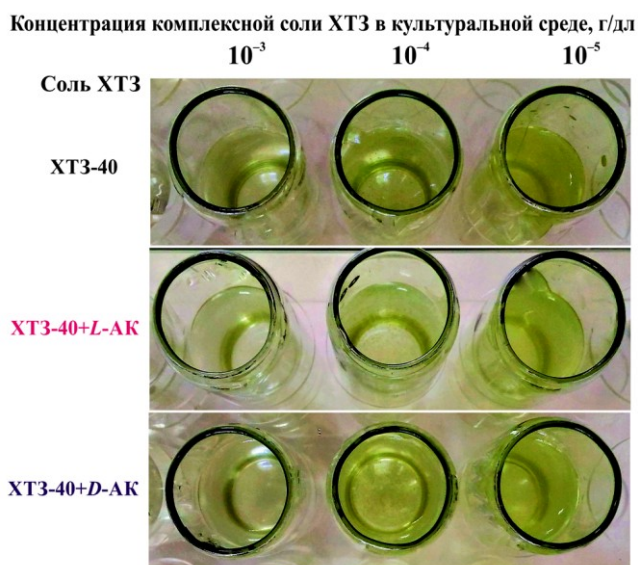 Концентрация комплексной соли ХТЗ в культуральной среде, г/дл
10⁻³ 10⁻⁴ 10⁻⁵
Соль ХТЗ
ХТЗ-40
ХТЗ-40+L-АК
ХТЗ-40+D-АК